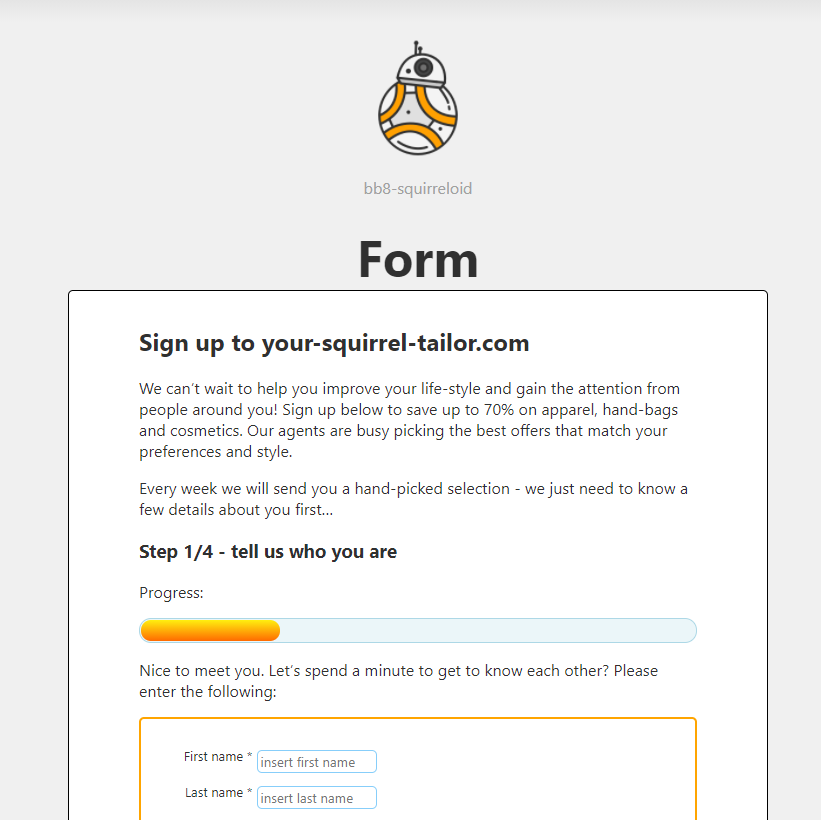 bb8-squirreloid
Form
Sign up to your-squirrel-tailor.com
We can't wait to help you improve your life-style and gain the attention from
people around you! Sign up below to save up to 70% on apparel, hand-bags
and cosmetics. Our agents are busy picking the best offers that match your
preferences and style.
Every week we will send you a hand-picked selection - we just need to know a
few details about you first...
Step 1/4 - tell us who you are
Progress:
Nice to meet you. Let's spend a minute to get to know each other? Please
enter the following:
First name * insert first name
Last name * insert last name